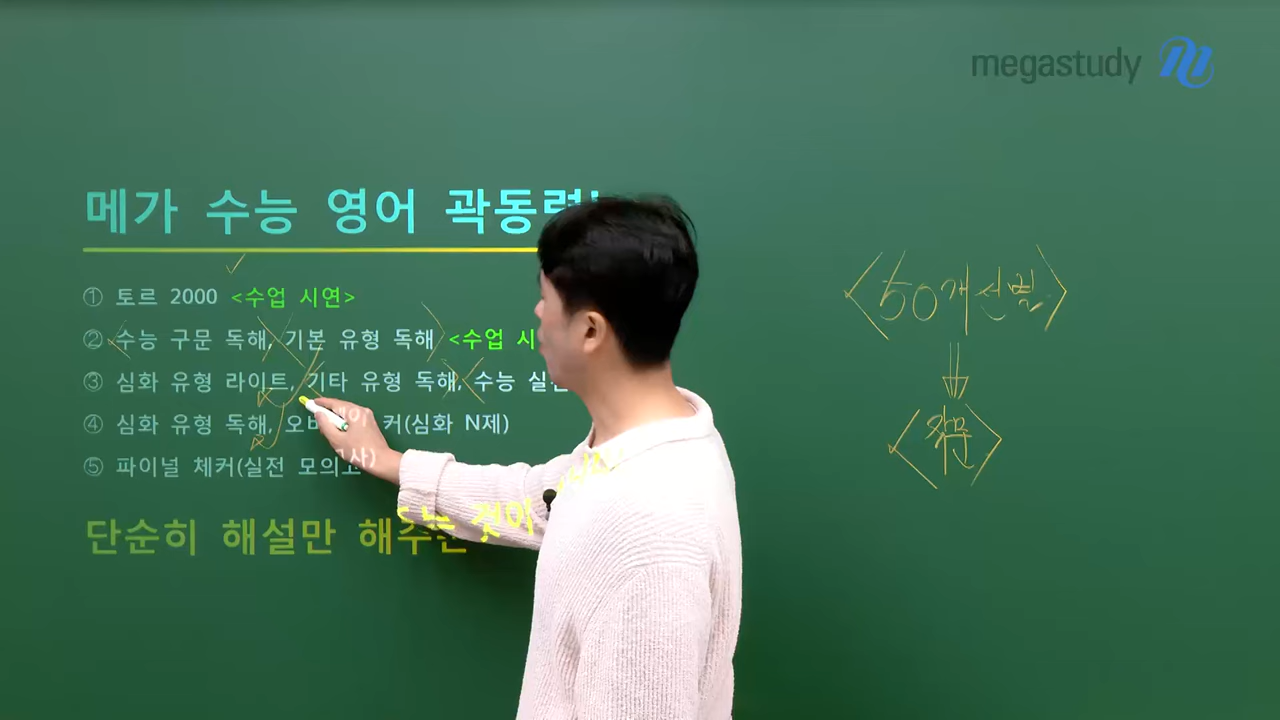 megastudy
메가 수능 영어 곽동령
① 토르 2000 <수업 시연>
② 수능 구문 독해, 기본 유형 독해 <수업 시
③ 심화 유형 라이트, 기타 유형 독해, 수능 실전
④ 심화 유형 독해, 오버 커(심화 N제)
⑤ 파이널 체커(실전 모의고사)
단순히 해설만 해주는 것이
50개 선별